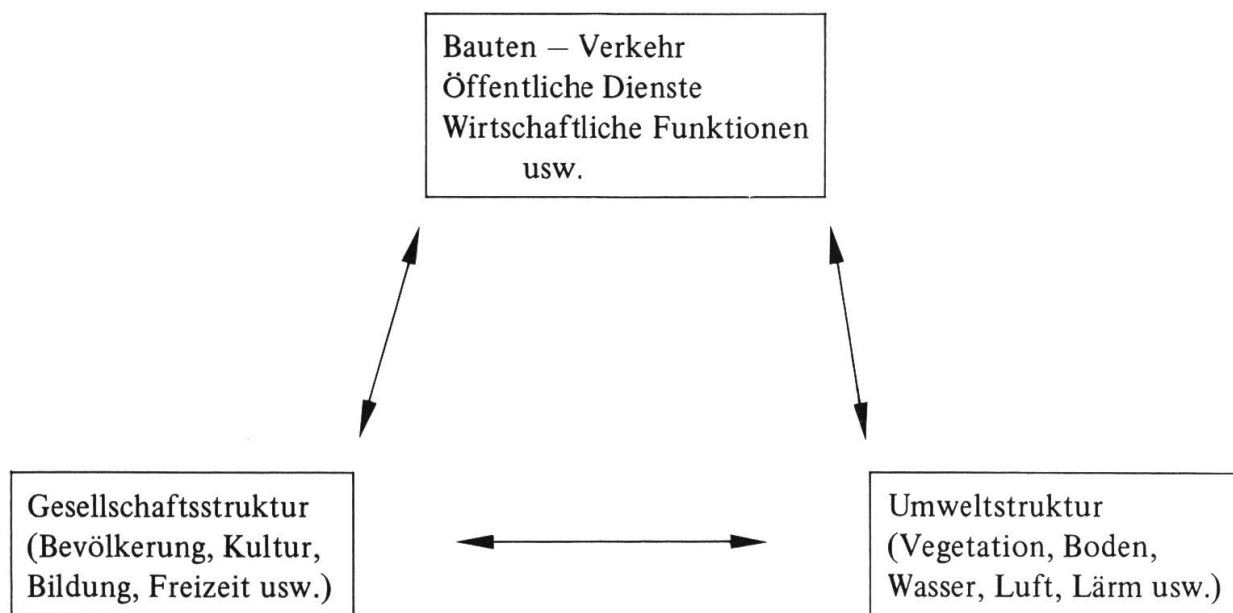 Bauten – Verkehr
Öffentliche Dienste
Wirtschaftliche Funktionen
usw.
Gesellschaftsstruktur
(Bevölkerung, Kultur,
Bildung, Freizeit usw.)
Umweltstruktur
(Vegetation, Boden,
Wasser, Luft, Lärm usw.)